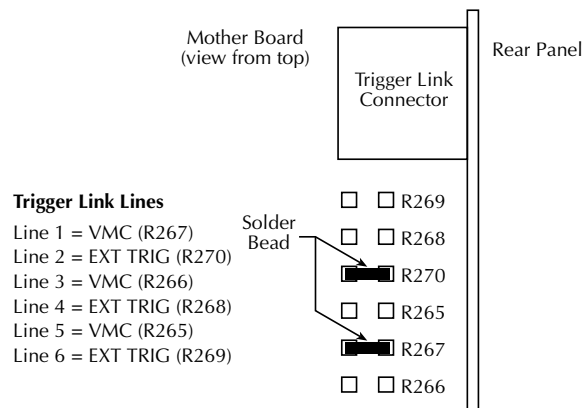 Mother Board
(view from top)
Rear Panel
Trigger Link
Connector
Trigger Link Lines
Line 1 = VMC (R267)
Line 2 = EXT TRIG (R270)
Line 3 = VMC (R266)
Line 4 = EXT TRIG (R268)
Line 5 = VMC (R265)
Line 6 = EXT TRIG (R269)
Solder
Bead
R269
R268
R270
R265
R267
R266